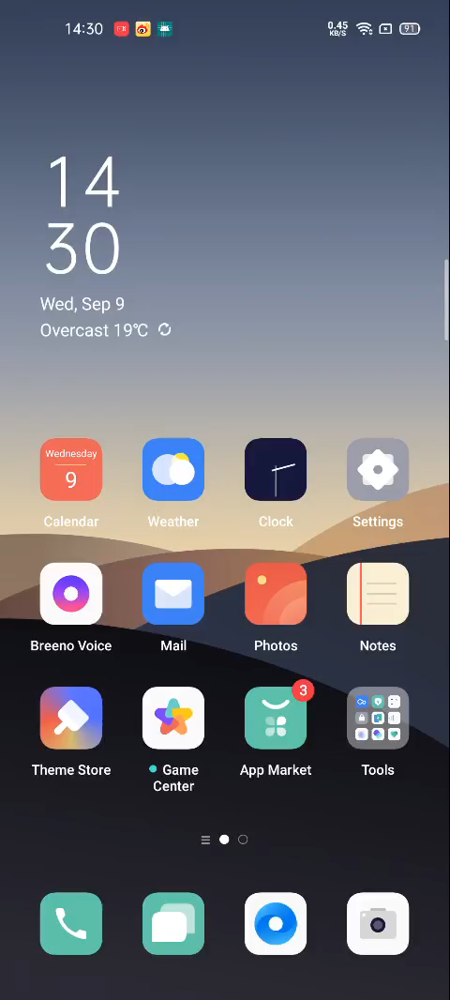 14:30
0.45
KB/S
91
14
30
Wed, Sep 9
Overcast 19℃
Wednesday
9
Calendar
Weather
Clock
Settings
Breeno Voice
Mail
Photos
Notes
3
Theme Store
Game
Center
App Market
Tools